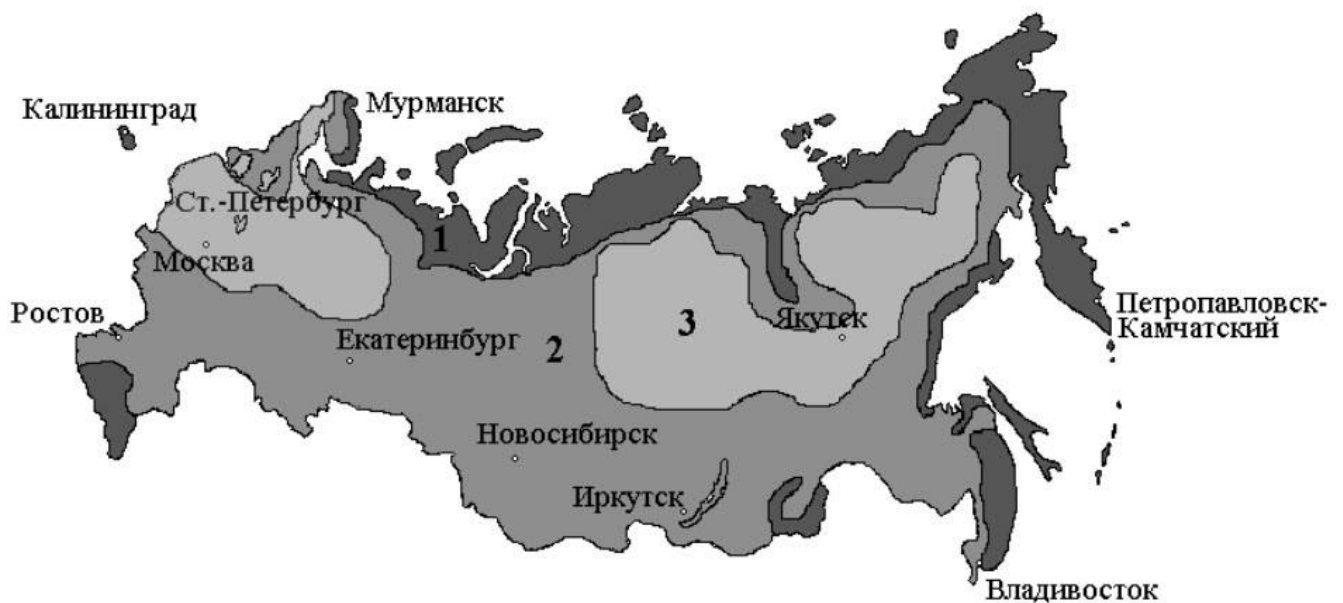 Мурманск
Калининград
Ст.-Петербург
1
Москва
Ростов
Екатеринбург
2
3
Якутск
Петропавловск-
Камчатский
Новосибирск
Иркутск
Владивосток